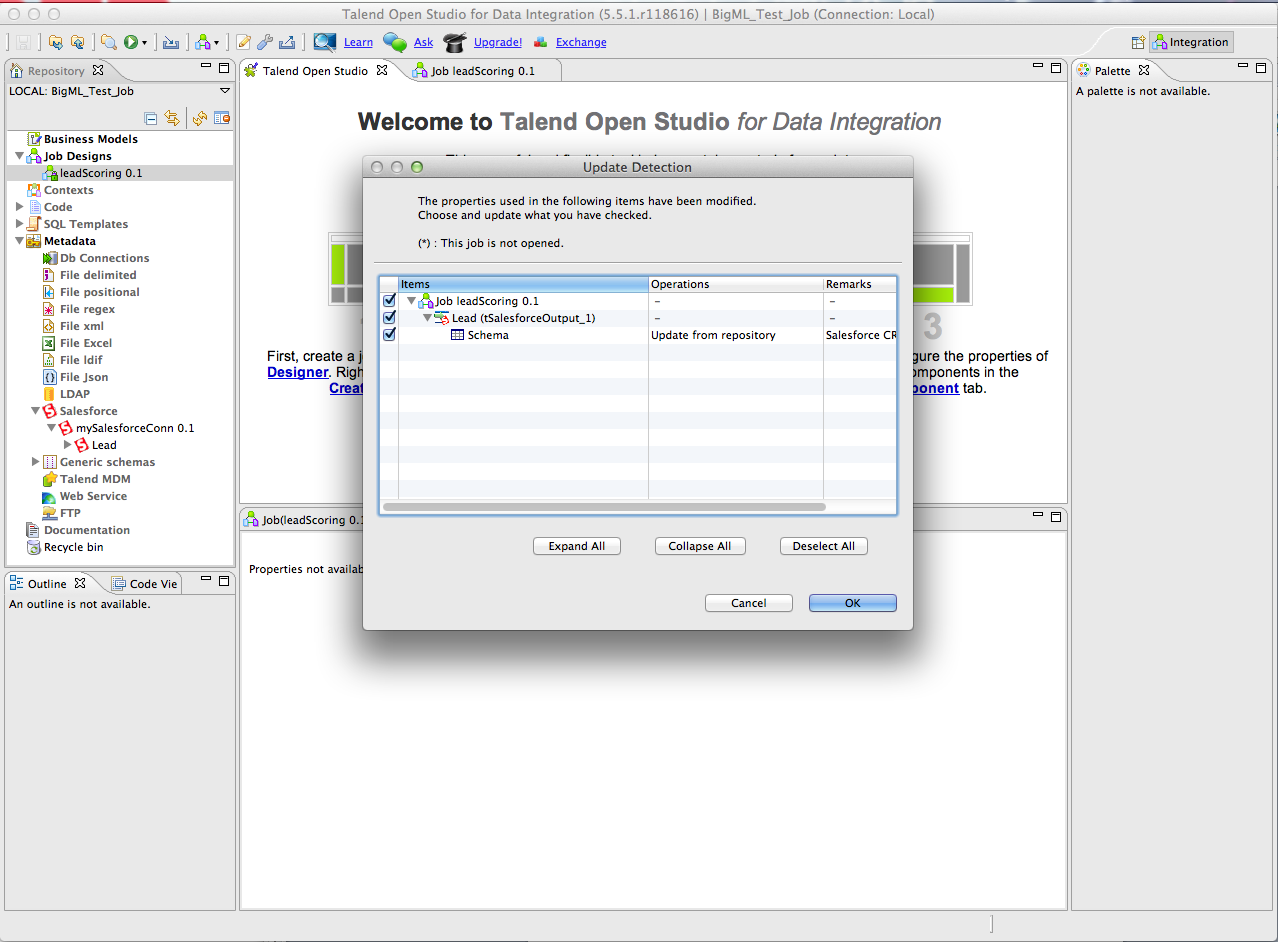 Talend Open Studio for Data Integration (5.5.1.r118616) | BigML_Test_Job (Connection: Local)
Learn Ask Upgrade! Exchange Integration
Repository
LOCAL: BigML_Test_Job
Business Models
Job Designs
leadScoring 0.1
Contexts
Code
SQL Templates
Metadata
Db Connections
File delimited
File positional
File regex
File xml
File Excel
File ldif
File Json
LDAP
Salesforce
mySalesforceConn 0.1
Lead
Generic schemas
Talend MDM
Web Service
FTP
Documentation
Recycle bin
Outline Code Vie
An outline is not available.
Talend Open Studio Job leadScoring 0.1
Welcome to Talend Open Studio for Data Integration
Update Detection
The properties used in the following items have been modified.
Choose and update what you have checked.
(*) : This job is not opened.
Items Operations Remarks
Job leadScoring 0.1 – –
Lead (tSalesforceOutput_1) – –
Schema Update from repository Salesforce CR
Expand All Collapse All Deselect All
Cancel OK
3
First, create a j
Designer. Righ
Creat
gure the properties of
omponents in the
ponent tab.
Job(leadScoring 0.1
Properties not availab
Palette
A palette is not available.